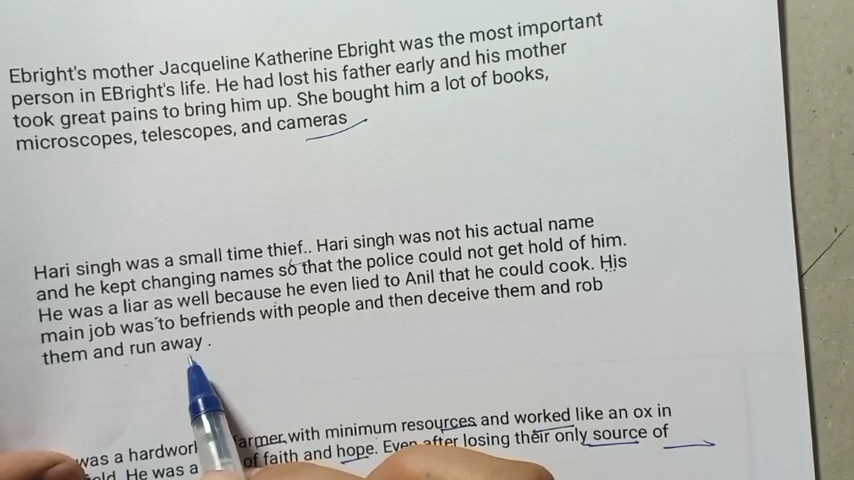 Ebright's mother Jacqueline Katherine Ebright was the most important
person in EBright's life. He had lost his father early and his mother
took great pains to bring him up. She bought him a lot of books,
microscopes, telescopes, and cameras
Hari singh was a small time thief.. Hari singh was not his actual name
and he kept changing names so that the police could not get hold of him.
He was a liar as well because he even lied to Anil that he could cook. His
main job was to befriends with people and then deceive them and rob
them and run away .
was a hardwor farmer with minimum resources and worked like an ox in
He was a of faith and hope. Even after losing their only source of